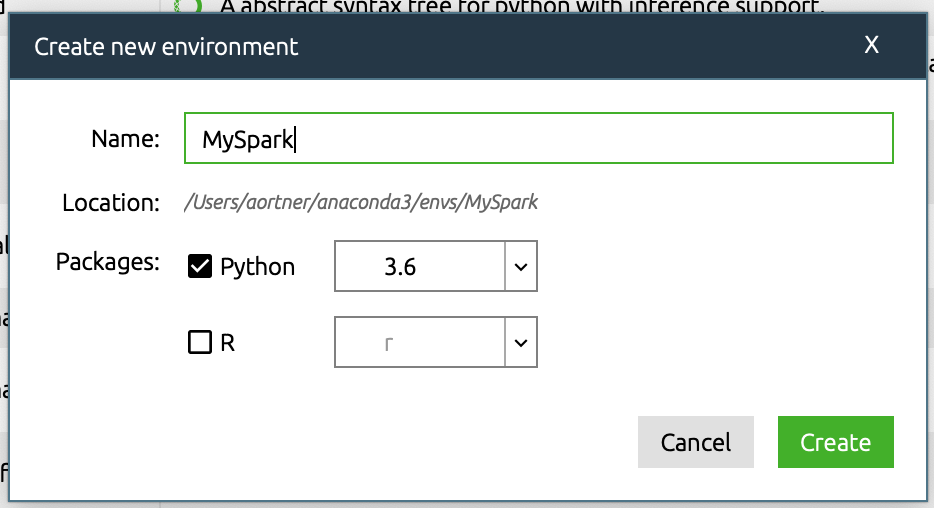 A abstract syntax tree for python with inference support.
Create new environment X
Name: MySpark
Location: /Users/aortner/anaconda3/envs/MySpark
Packages: Python 3.6
R r
Cancel Create